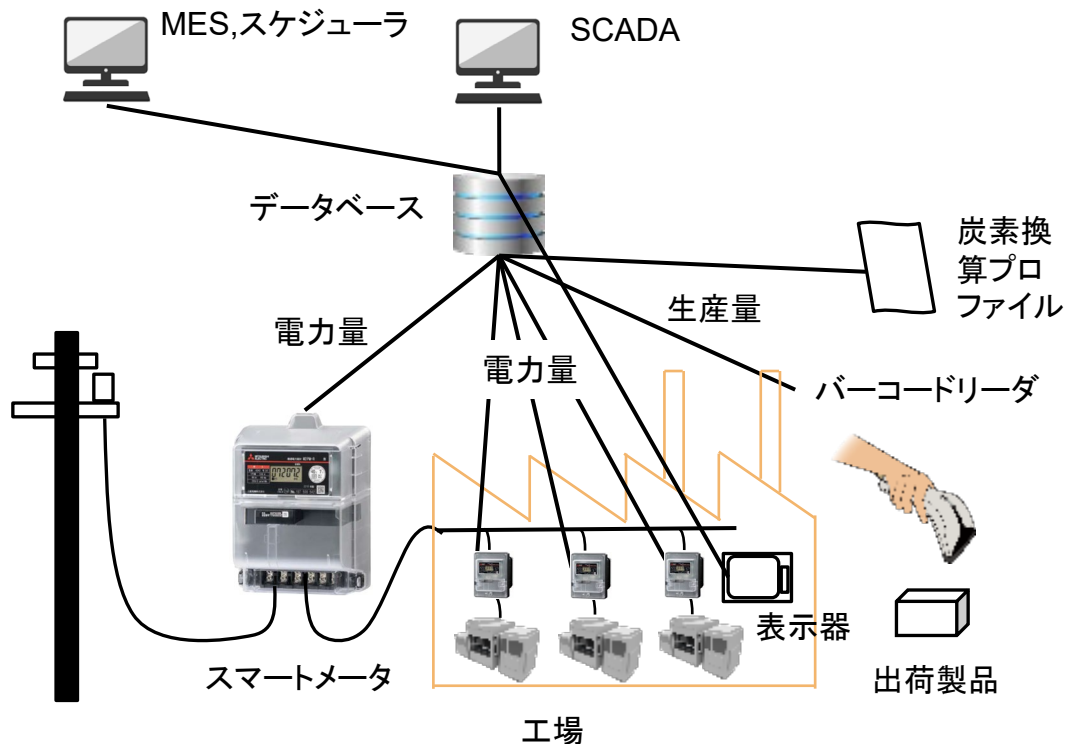 MES,スケジューラ
SCADA
データベース
炭素換
算プロ
ファイル
生産量
電力量
電力量
バーコードリーダ
表示器
スマートメータ
出荷製品
工場